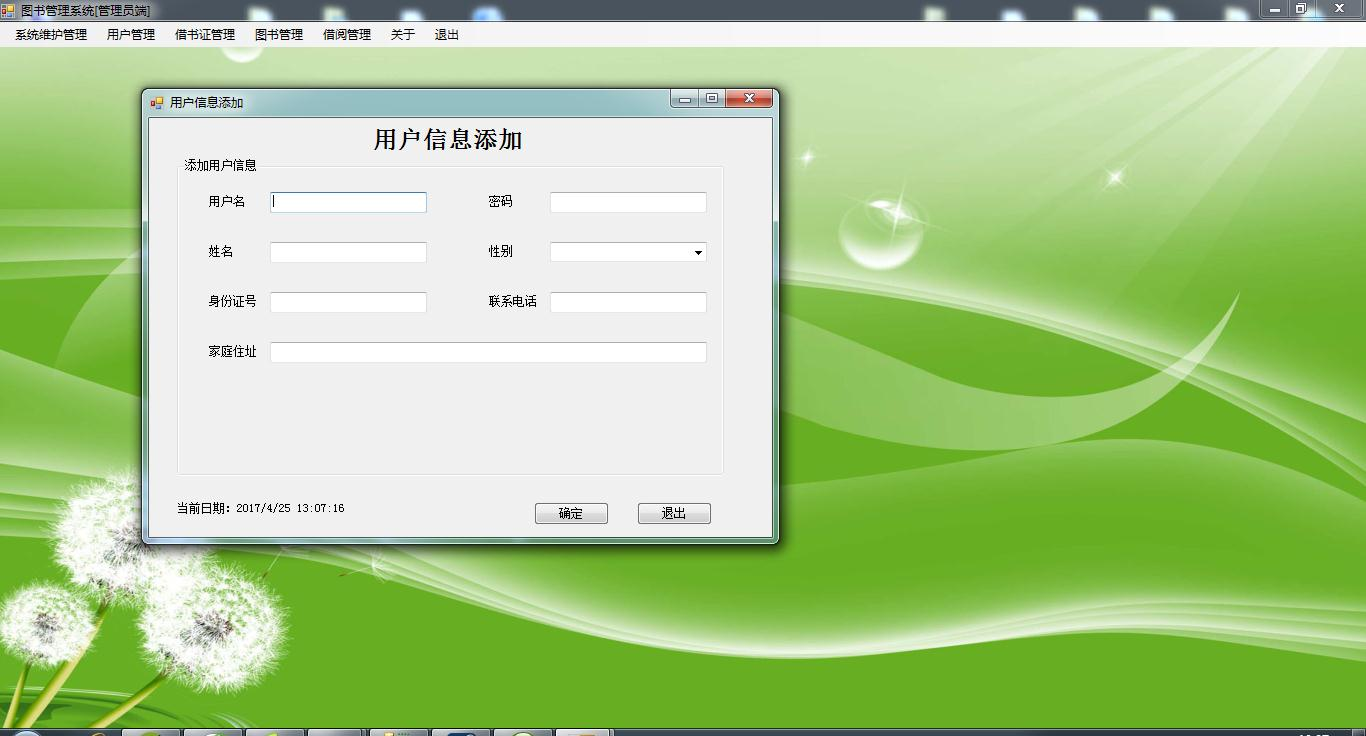 图书管理系统[管理员端]
系统维护管理 用户管理 借书证管理 图书管理 借阅管理 关于 退出
用户信息添加
用户信息添加
添加用户信息
用户名 密码
姓名 性别
身份证号 联系电话
家庭住址
当前日期: 2017/4/25 13:07:16
确定 退出